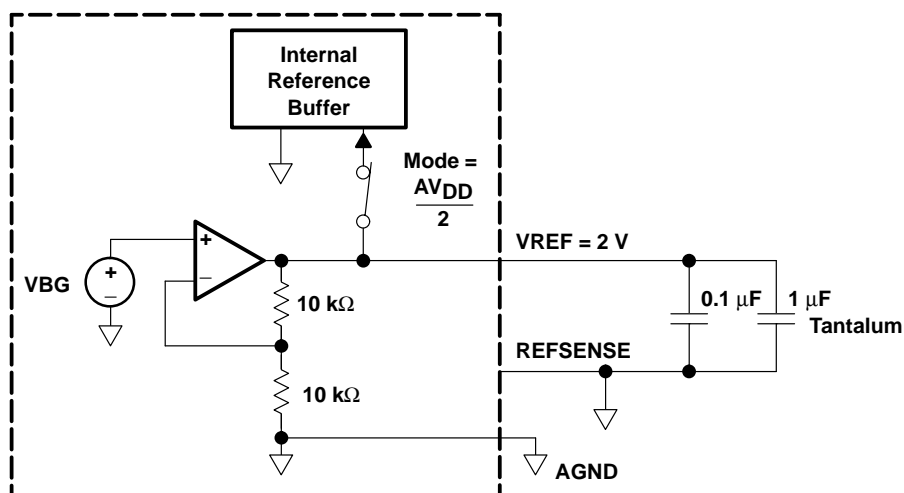 Internal
Reference
Buffer
Mode =
AVDD
2
VREF = 2 V
+
−
VBG
+
−
10 kΩ
0.1 μF
1 μF
Tantalum
REFSENSE
10 kΩ
AGND